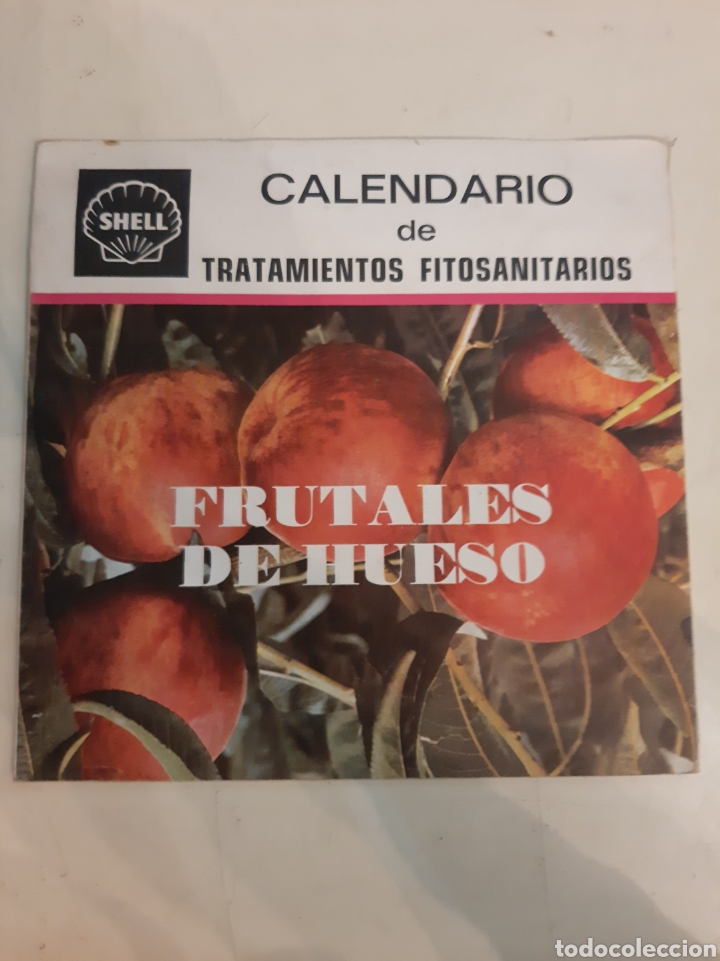 SHELL
CALENDARIO
de
TRATAMIENTOS FITOSANITARIOS
FRUTALES
DE HUESO
todocoleccion